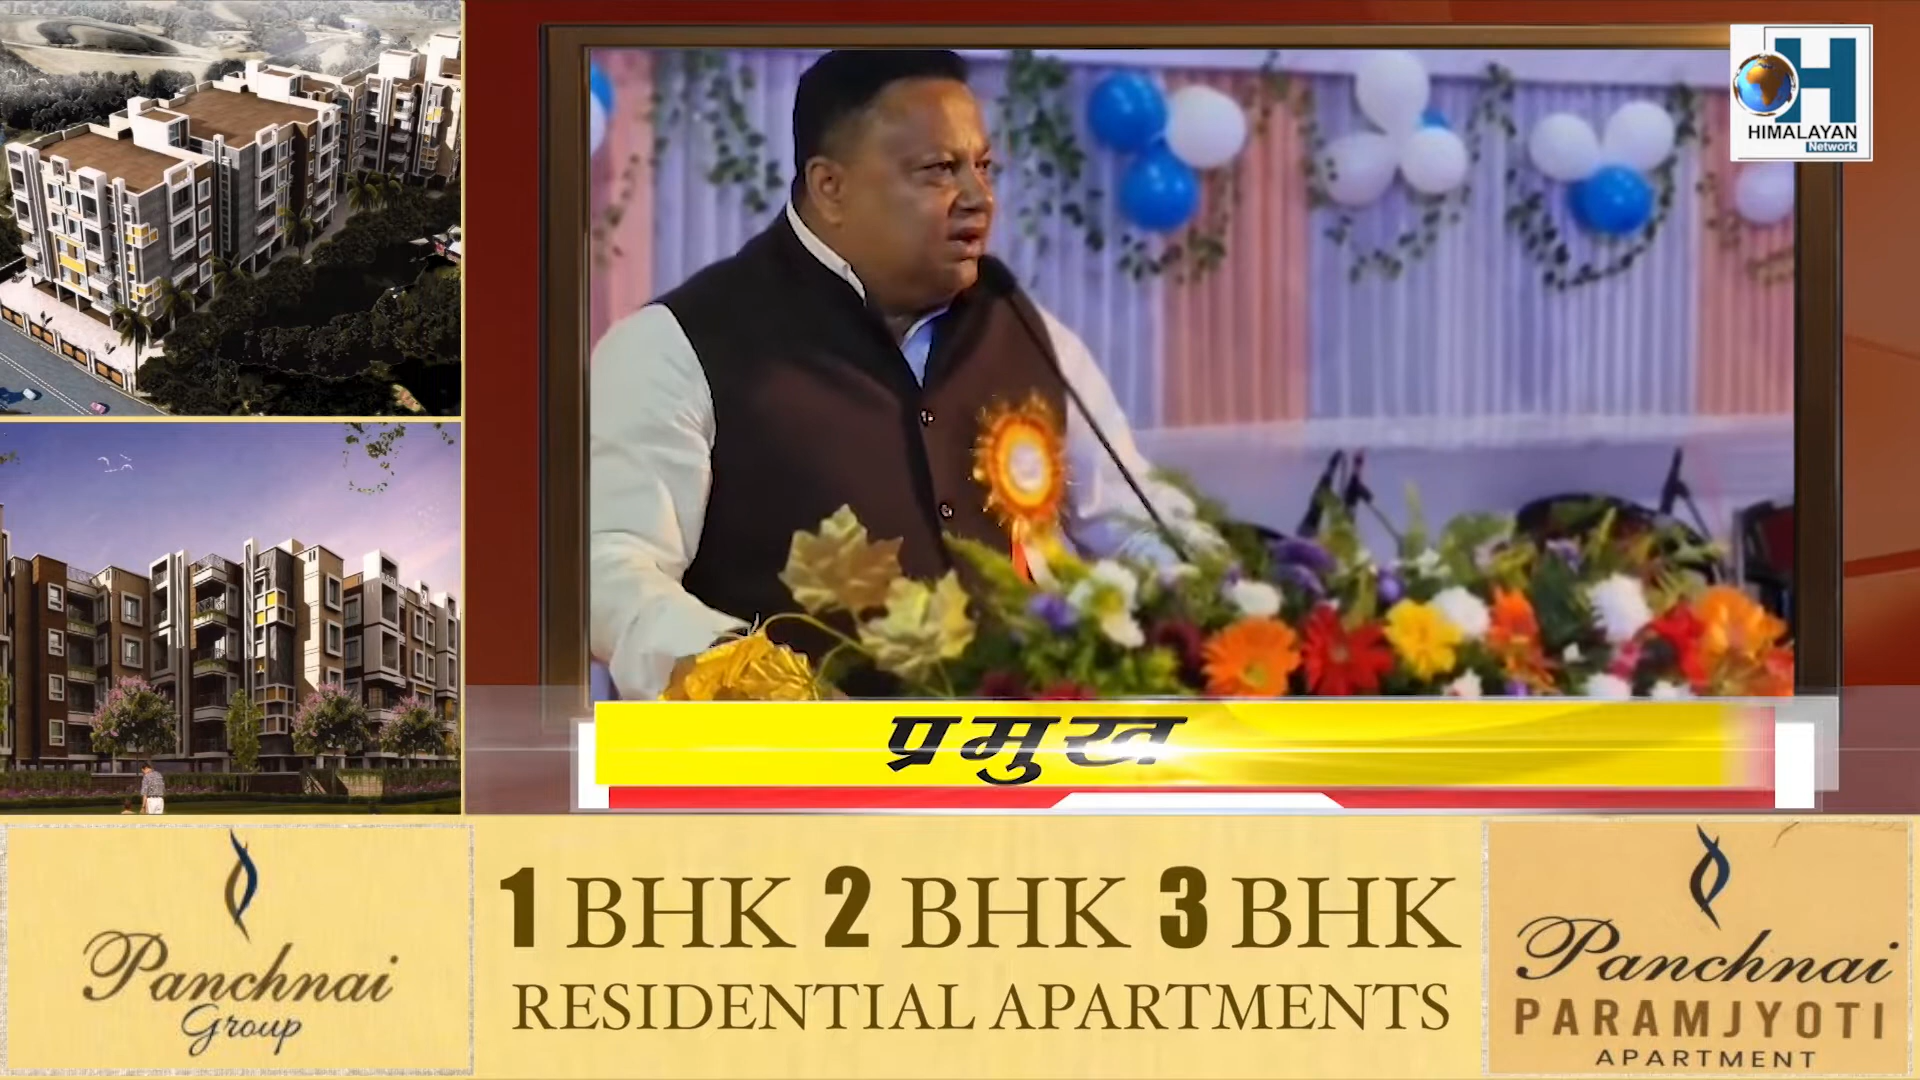 HIMALAYAN
Network
प्रमुख
Panchnai
Group
1 BHK 2 BHK 3 BHK
RESIDENTIAL APARTMENTS
Panchnai
PARAMJYOTI
APARTMENT